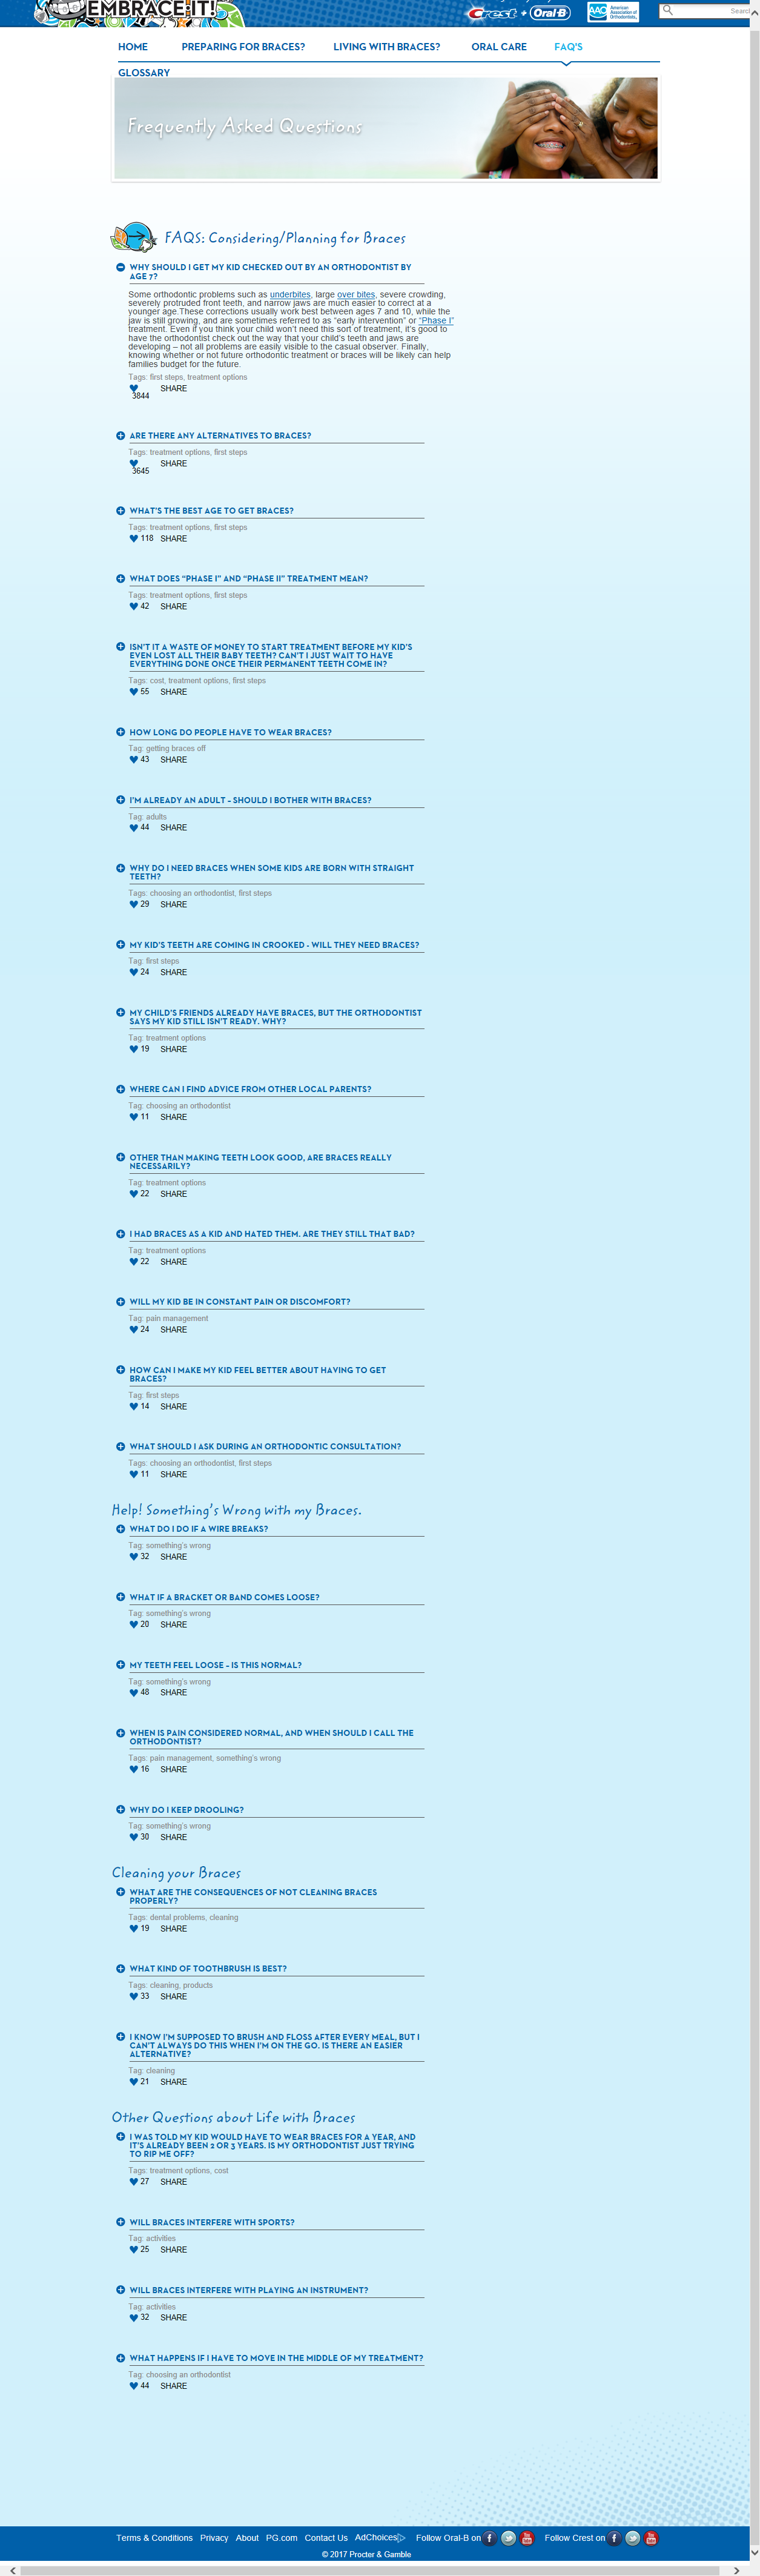 EMBRACE IT!
Crest + Oral-B
AAO American Association of Orthodontists.
Searc
HOME PREPARING FOR BRACES? LIVING WITH BRACES? ORAL CARE FAQ'S
GLOSSARY
Frequently Asked Questions
FAQS: Considering/Planning for Braces
WHY SHOULD I GET MY KID CHECKED OUT BY AN ORTHODONTIST BY
AGE 7?
Some orthodontic problems such as underbites, large over bites, severe crowding,
severely protruded front teeth, and narrow jaws are much easier to correct at a
younger age.These corrections usually work best between ages 7 and 10, while the
jaw is still growing, and are sometimes referred to as “early intervention” or “Phase I”
treatment. Even if you think your child won’t need this sort of treatment, it’s good to
have the orthodontist check out the way that your child’s teeth and jaws are
developing – not all problems are easily visible to the casual observer. Finally,
knowing whether or not future orthodontic treatment or braces will be likely can help
families budget for the future.
Tags: first steps, treatment options
SHARE
3844
ARE THERE ANY ALTERNATIVES TO BRACES?
Tags: treatment options, first steps
SHARE
3645
WHAT’S THE BEST AGE TO GET BRACES?
Tags: treatment options, first steps
118 SHARE
WHAT DOES “PHASE I” AND “PHASE II” TREATMENT MEAN?
Tags: treatment options, first steps
42 SHARE
ISN’T IT A WASTE OF MONEY TO START TREATMENT BEFORE MY KID’S
EVEN LOST ALL THEIR BABY TEETH? CAN’T I JUST WAIT TO HAVE
EVERYTHING DONE ONCE THEIR PERMANENT TEETH COME IN?
Tags: cost, treatment options, first steps
55 SHARE
HOW LONG DO PEOPLE HAVE TO WEAR BRACES?
Tag: getting braces off
43 SHARE
I’M ALREADY AN ADULT – SHOULD I BOTHER WITH BRACES?
Tag: adults
44 SHARE
WHY DO I NEED BRACES WHEN SOME KIDS ARE BORN WITH STRAIGHT
TEETH?
Tags: choosing an orthodontist, first steps
29 SHARE
MY KID’S TEETH ARE COMING IN CROOKED - WILL THEY NEED BRACES?
Tag: first steps
24 SHARE
MY CHILD’S FRIENDS ALREADY HAVE BRACES, BUT THE ORTHODONTIST
SAYS MY KID STILL ISN’T READY. WHY?
Tag: treatment options
19 SHARE
WHERE CAN I FIND ADVICE FROM OTHER LOCAL PARENTS?
Tag: choosing an orthodontist
11 SHARE
OTHER THAN MAKING TEETH LOOK GOOD, ARE BRACES REALLY
NECESSARILY?
Tag: treatment options
22 SHARE
I HAD BRACES AS A KID AND HATED THEM. ARE THEY STILL THAT BAD?
Tag: treatment options
22 SHARE
WILL MY KID BE IN CONSTANT PAIN OR DISCOMFORT?
Tag: pain management
24 SHARE
HOW CAN I MAKE MY KID FEEL BETTER ABOUT HAVING TO GET
BRACES?
Tag: first steps
14 SHARE
WHAT SHOULD I ASK DURING AN ORTHODONTIC CONSULTATION?
Tags: choosing an orthodontist, first steps
11 SHARE
Help! Something’s Wrong with my Braces.
WHAT DO I DO IF A WIRE BREAKS?
Tag: something’s wrong
32 SHARE
WHAT IF A BRACKET OR BAND COMES LOOSE?
Tag: something’s wrong
20 SHARE
MY TEETH FEEL LOOSE – IS THIS NORMAL?
Tag: something’s wrong
48 SHARE
WHEN IS PAIN CONSIDERED NORMAL, AND WHEN SHOULD I CALL THE
ORTHODONTIST?
Tags: pain management, something’s wrong
16 SHARE
WHY DO I KEEP DROOLING?
Tag: something’s wrong
30 SHARE
Cleaning your Braces
WHAT ARE THE CONSEQUENCES OF NOT CLEANING BRACES
PROPERLY?
Tags: dental problems, cleaning
19 SHARE
WHAT KIND OF TOOTHBRUSH IS BEST?
Tags: cleaning, products
33 SHARE
I KNOW I’M SUPPOSED TO BRUSH AND FLOSS AFTER EVERY MEAL, BUT I
CAN’T ALWAYS DO THIS WHEN I’M ON THE GO. IS THERE AN EASIER
ALTERNATIVE?
Tag: cleaning
21 SHARE
Other Questions about Life with Braces
I WAS TOLD MY KID WOULD HAVE TO WEAR BRACES FOR A YEAR, AND
IT’S ALREADY BEEN 2 OR 3 YEARS. IS MY ORTHODONTIST JUST TRYING
TO RIP ME OFF?
Tags: treatment options, cost
27 SHARE
WILL BRACES INTERFERE WITH SPORTS?
Tag: activities
25 SHARE
WILL BRACES INTERFERE WITH PLAYING AN INSTRUMENT?
Tag: activities
32 SHARE
WHAT HAPPENS IF I HAVE TO MOVE IN THE MIDDLE OF MY TREATMENT?
Tag: choosing an orthodontist
44 SHARE
Terms & Conditions Privacy About PG.com Contact Us AdChoices Follow Oral-B on Follow Crest on
© 2017 Procter & Gamble